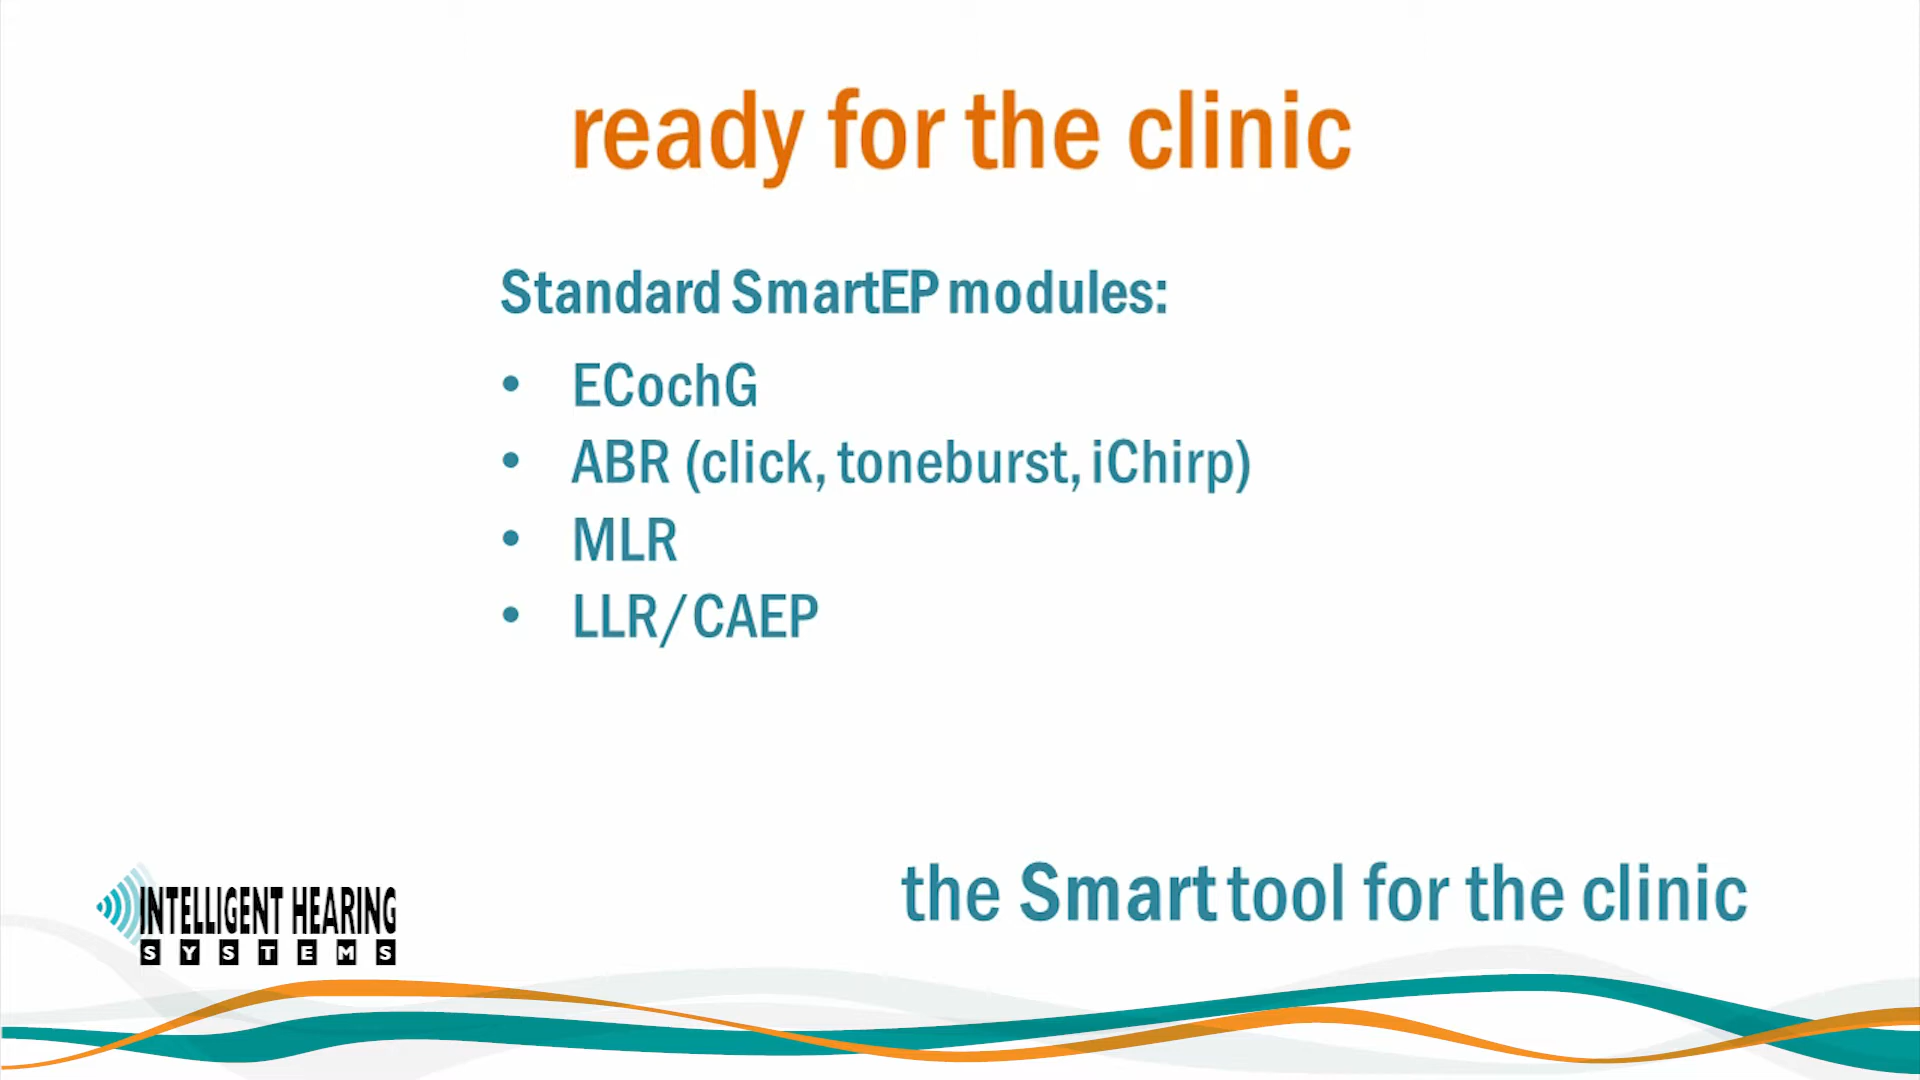 ready for the clinic
Standard SmartEP modules:
• ECochG
• ABR (click, toneburst, iChirp)
• MLR
• LLR/CAEP
the Smart tool for the clinic
INTELLIGENT HEARING
SYSTEMS